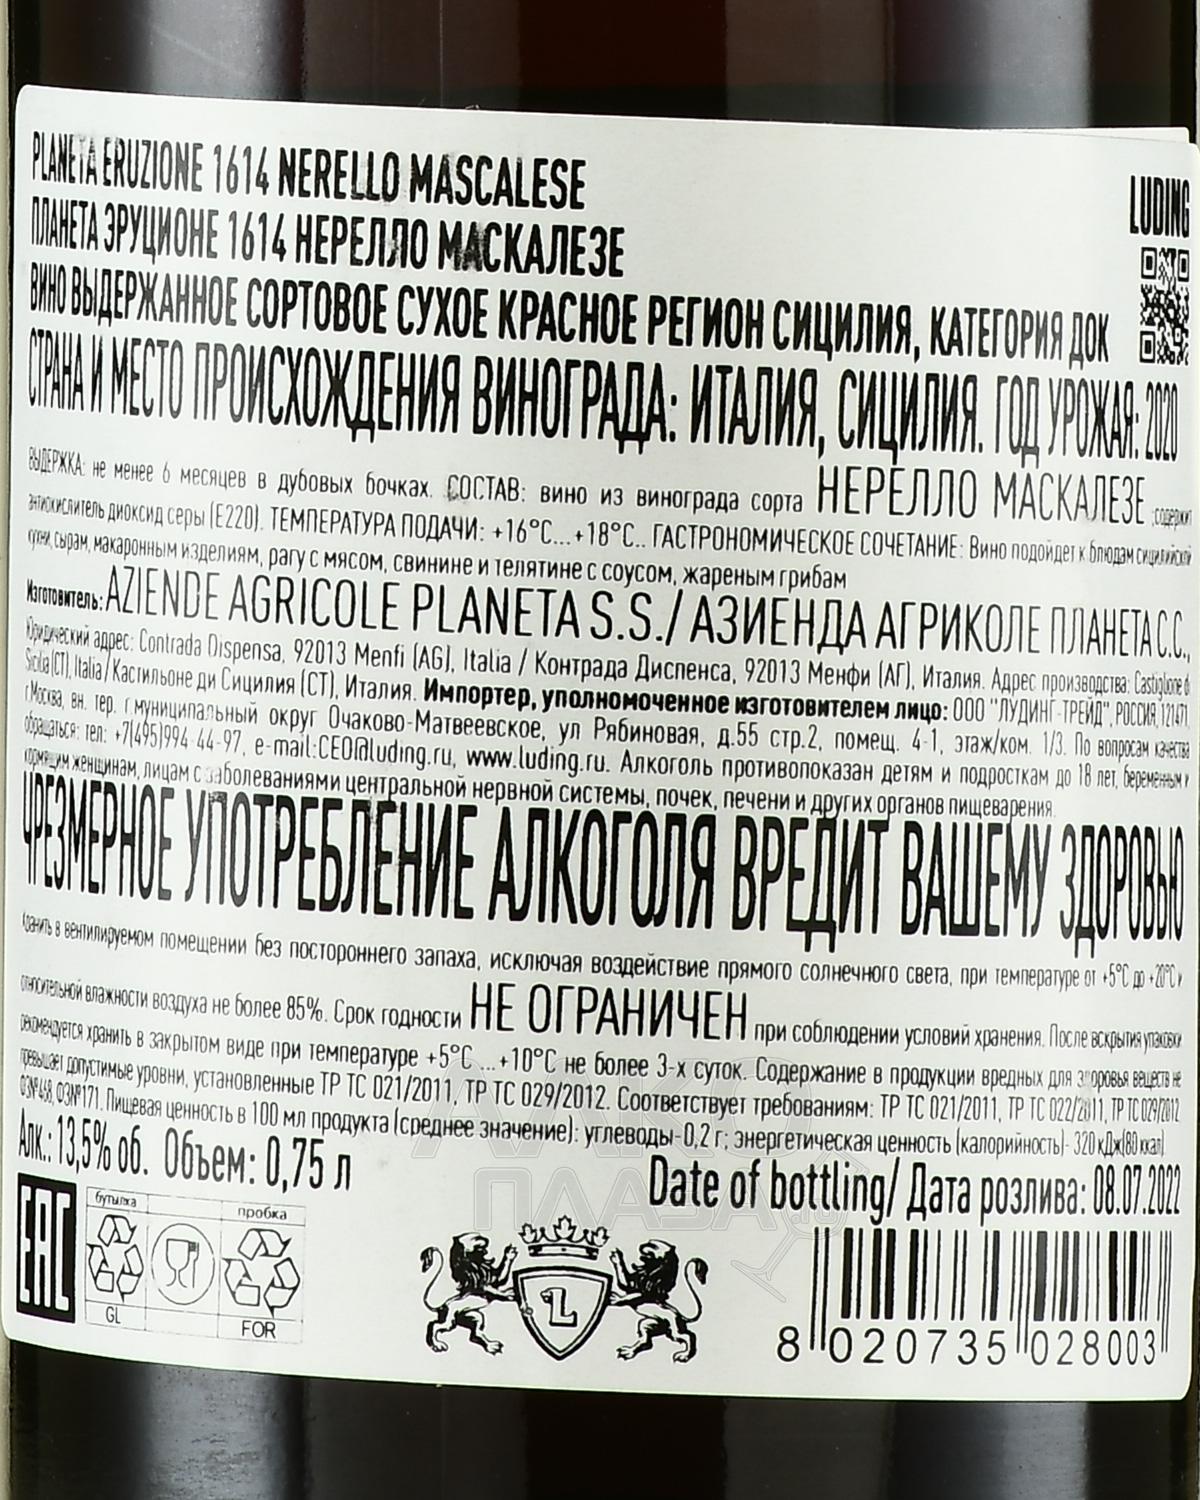 PLANETA ERUZIONE 1614 NERELLO MASCALESE
ПЛАНЕТА ЭРУЦИОНЕ 1614 НЕРЕЛЛО МАСКАЛЕЗЕ
ВИНО ВЫДЕРЖАННОЕ СОРТОВОЕ СУХОЕ КРАСНОЕ РЕГИОН СИЦИЛИЯ, КАТЕГОРИЯ ДОК
LUDING
СТРАНА И МЕСТО ПРОИСХОЖДЕНИЯ ВИНОГРАДА: ИТАЛИЯ, СИЦИЛИЯ. ГОД УРОЖАЯ: 2020
ВЫДЕРЖКА: не менее 6 месяцев в дубовых бочках. СОСТАВ: вино из винограда сорта НЕРЕЛЛО МАСКАЛЕЗЕ ,содержит
антиокислитель диоксид серы (Е220). ТЕМПЕРАТУРА ПОДАЧИ: +16°С...+18°С.. ГАСТРОНОМИЧЕСКОЕ СОЧЕТАНИЕ: Вино подойдет к блюдам сицилийской
кухни, сырам, макаронным изделиям, рагу с мясом, свинине и телятине с соусом, жареным грибам
Изготовитель: AZIENDE AGRICOLE PLANETA S.S./ АЗИЕНДА АГРИКОЛЕ ПЛАНЕТА С.С.,
Юридический адрес: Contrada Dispensa, 92013 Menfi (AG), Italia / Контрада Диспенса, 92013 Менфи (АГ), Италия. Адрес производства: Castiglione di
Sicilia (CT), Italia / Кастильоне ди Сицилия (СТ), Италия. Импортер, уполномоченное изготовителем лицо: ООО "ЛУДИНГ-ТРЕЙД", РОССИЯ, 121471,
г.Москва, вн. тер. г.муниципальный округ Очаково-Матвеевское, ул Рябиновая, д.55 стр.2, помещ. 4-1, этаж/ком. 1/3. По вопросам качества
обращаться: тел: +7(495)994-44-97, e-mail:CEO@luding.ru, www.luding.ru. Алкоголь противопоказан детям и подросткам до 18 лет, беременным и
кормящим женщинам, лицам с заболеваниями центральной нервной системы, почек, печени и других органов пищеварения.
ЧРЕЗМЕРНОЕ УПОТРЕБЛЕНИЕ АЛКОГОЛЯ ВРЕДИТ ВАШЕМУ ЗДОРОВЬЮ
Хранить в вентилируемом помещении без постороннего запаха, исключая воздействие прямого солнечного света, при температуре от +5°С до +20°С и
относительной влажности воздуха не более 85%. Срок годности НЕ ОГРАНИЧЕН при соблюдении условий хранения. После вскрытия упаковки
рекомендуется хранить в закрытом виде при температуре +5°С ...+10°С не более 3-х суток. Содержание в продукции вредных для здоровья веществ не
превышает допустимые уровни, установленные ТР ТС 021/2011, ТР ТС 029/2012. Соответствует требованиям: ТР ТС 021/2011, ТР ТС 022/2011, ТР ТС 029/2012
ФЗ№468, ФЗ№171. Пищевая ценность в 100 мл продукта (среднее значение): углеводы-0,2 г; энергетическая ценность (калорийность)- 320 кДж(80 ккал)
Алк.: 13,5% об. Объем: 0,75 л
Date of bottling/ Дата розлива: 08.07.2022
EAC
бутылка
пробка
GL
FOR
L
8 020735 028003
АЛКО
ПЛАЗА.ru